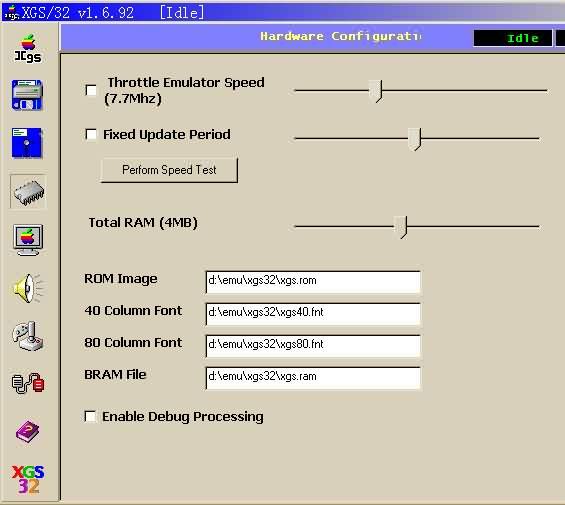 XGS/32 v1.6.92 [Idle]
Hardware Configuratio
Idle
][gs
Throttle Emulator Speed
(7.7Mhz)
Fixed Update Period
Perform Speed Test
Total RAM (4MB)
ROM Image
d:\emu\xgs32\xgs.rom
40 Column Font
d:\emu\xgs32\xgs40.fnt
80 Column Font
d:\emu\xgs32\xgs80.fnt
BRAM File
d:\emu\xgs32\xgs.ram
Enable Debug Processing
?
XGS
32